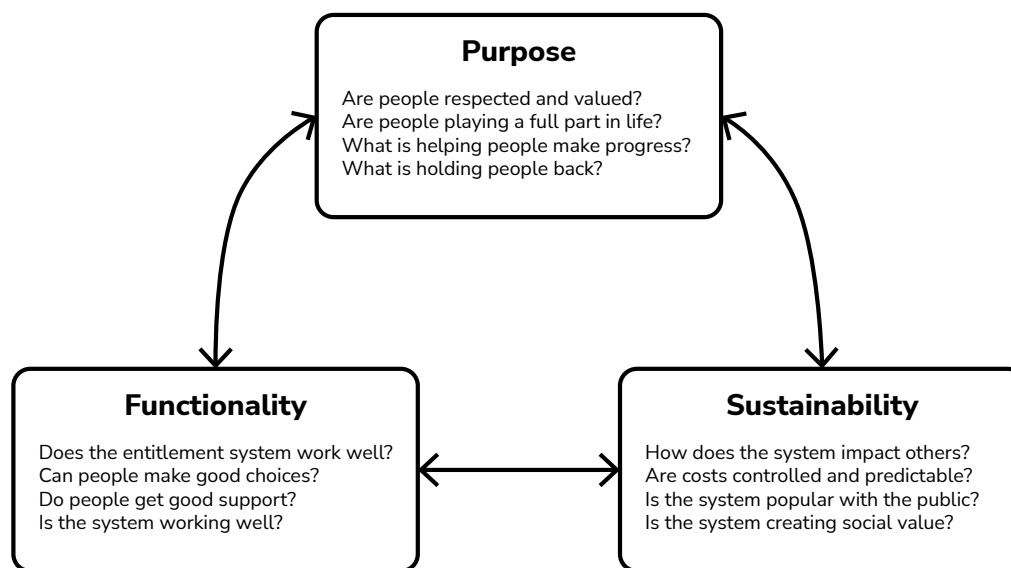 Purpose
Are people respected and valued?
Are people playing a full part in life?
What is helping people make progress?
What is holding people back?
Functionality
Does the entitlement system work well?
Can people make good choices?
Do people get good support?
Is the system working well?
Sustainability
How does the system impact others?
Are costs controlled and predictable?
Is the system popular with the public?
Is the system creating social value?